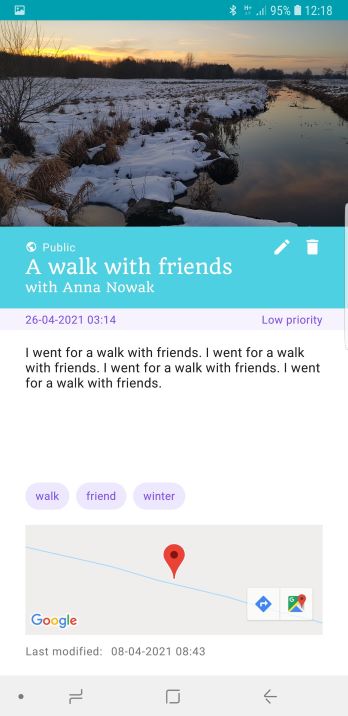 H+ 95% 12:18
Public
A walk with friends
with Anna Nowak
26-04-2021 03:14 Low priority
I went for a walk with friends. I went for a walk
with friends. I went for a walk with friends. I went
for a walk with friends.
walk friend winter
Google
Last modified: 08-04-2021 08:43